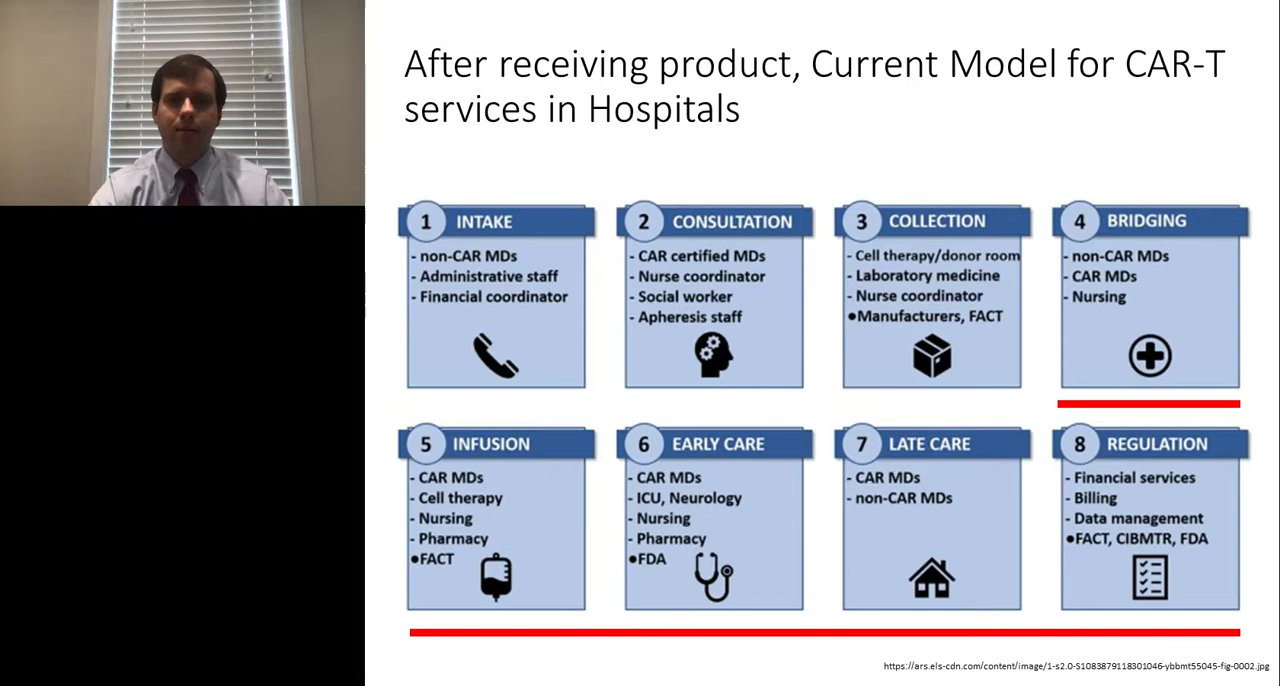 After receiving product, Current Model for CAR-T
services in Hospitals
1 INTAKE
- non-CAR MDs
- Administrative staff
- Financial coordinator
2 CONSULTATION
- CAR certified MDs
- Nurse coordinator
- Social worker
- Apheresis staff
3 COLLECTION
- Cell therapy/donor room
- Laboratory medicine
- Nurse coordinator
●Manufacturers, FACT
4 BRIDGING
- non-CAR MDs
- CAR MDs
- Nursing
5 INFUSION
- CAR MDs
- Cell therapy
- Nursing
- Pharmacy
●FACT
6 EARLY CARE
- CAR MDs
- ICU, Neurology
- Nursing
- Pharmacy
●FDA
7 LATE CARE
- CAR MDs
- non-CAR MDs
8 REGULATION
- Financial services
- Billing
- Data management
●FACT, CIBMTR, FDA
https://ars.els-cdn.com/content/image/1-s2.0-S1083879118301046-ybbmt55045-fig-0002.jpg